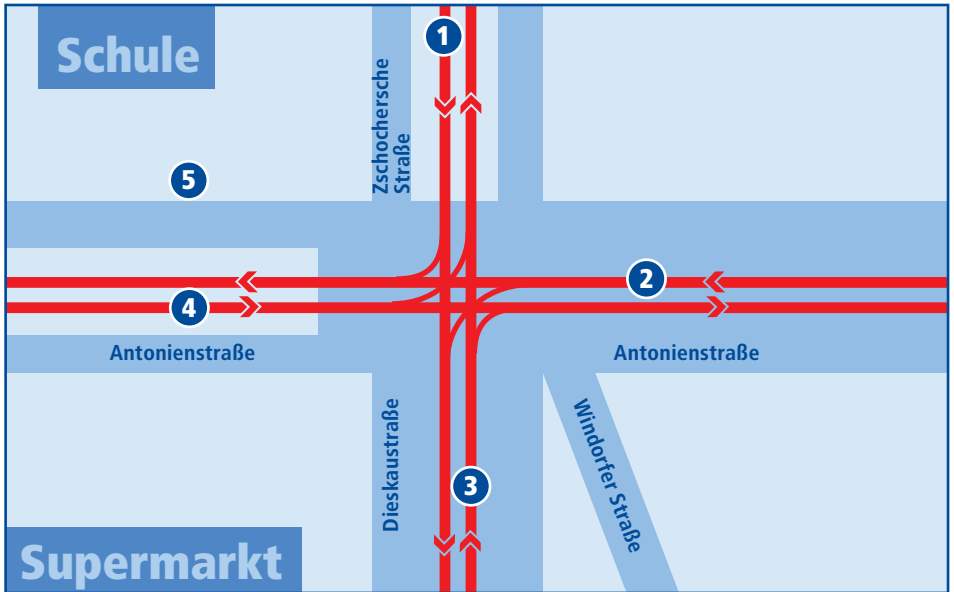 1
Schule
Zschochersche
Straße
5
2
4
Antonienstraße
Antonienstraße
Dieskaustraße
Windorfer Straße
3
Supermarkt